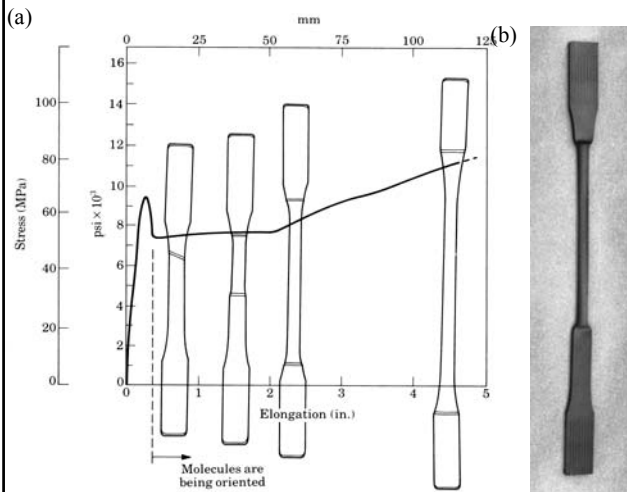 (a)
mm
0 25 50 75 100 125
(b)
Stress (MPa)
100
80
60
40
20
0
psi × 10³
16
14
12
10
8
6
4
2
0
0 1 2 3 4 5
Elongation (in.)
Molecules are
being oriented